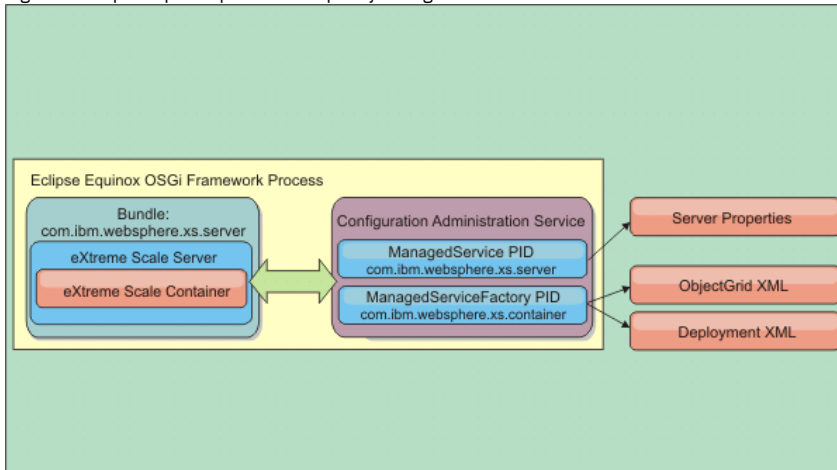 Eclipse Equinox OSGi Framework Process
Bundle:
com.ibm.websphere.xs.server
eXtreme Scale Server
eXtreme Scale Container
Configuration Administration Service
ManagedService PID
com.ibm.websphere.xs.server
ManagedServiceFactory PID
com.ibm.websphere.xs.container
Server Properties
ObjectGrid XML
Deployment XML